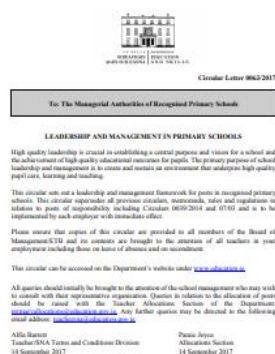 Circular Letter 0063/2017
To: The Managerial Authorities of Recognised Primary Schools
LEADERSHIP AND MANAGEMENT IN PRIMARY SCHOOLS
High quality leadership is crucial in establishing a central purpose and vision for a school and
the achievement of high quality educational outcomes for pupils. The primary purpose of school
leadership and management is to create and sustain an environment that underpins high quality
pupil care, learning and teaching.
This circular sets out a leadership and management framework for posts in recognised primary
schools. This circular supersedes all previous circulars, memoranda, rules and regulations in
relation to posts of responsibility including Circulars 0039/2014 and 07/03 and is to be
implemented by each employer with immediate effect.
Please ensure that copies of this circular are provided to all members of the Board of
Management/ETB and its contents are brought to the attention of all teachers in your
employment including those on leave of absence and on secondment.
This circular can be accessed on the Department's website under www.education.ie
All queries should initially be brought to the attention of the school management who may wish
to consult with their representative organisation. Queries in relation to the allocation of posts
should be raised with the Teacher Allocations Section of the Department:
primaryallocations@education.gov.ie. Any further queries may be directed to the following
email address:
Alfie Barrett
Teacher/SNA Terms and Conditions Division
14 September 2017
Allocations Section
14 September 2017